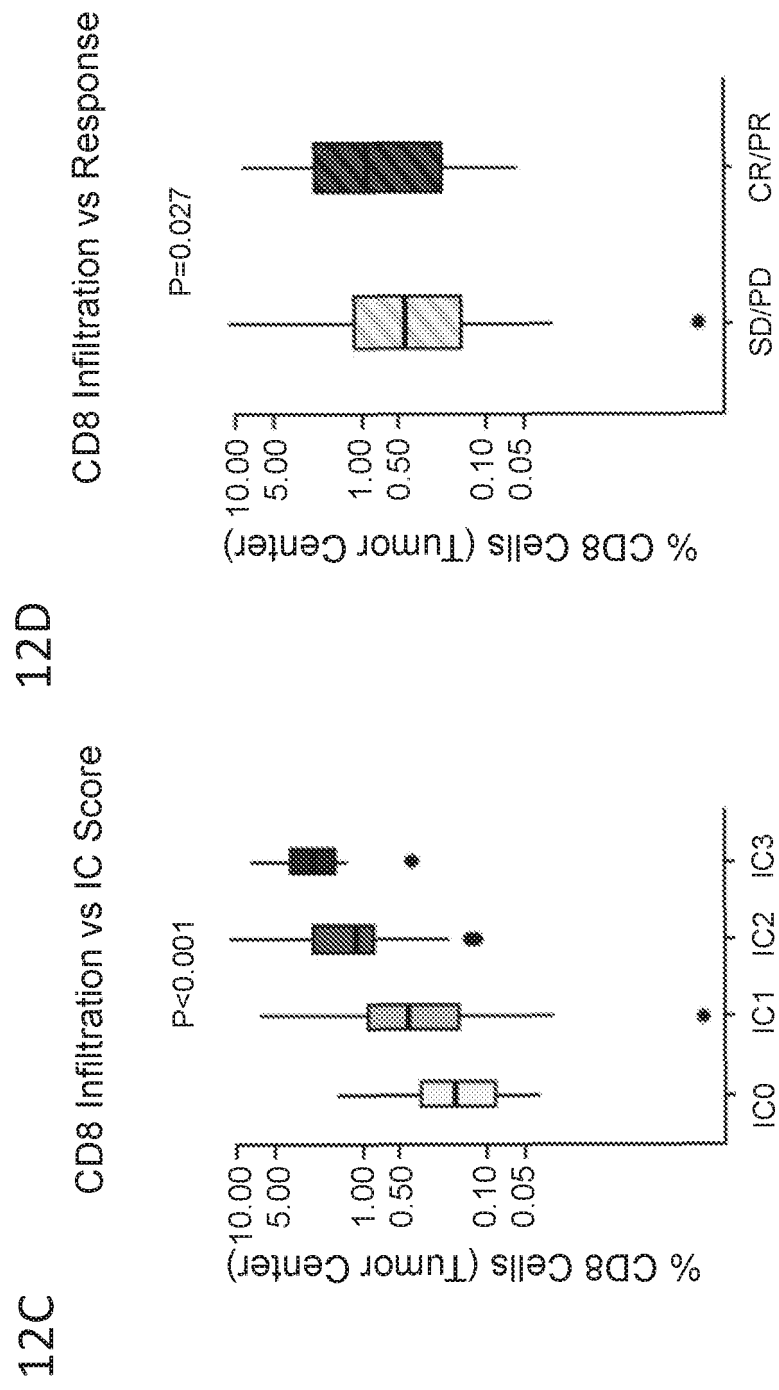 12C
CD8 Infiltration vs IC Score
P<0.001
% CD8 Cells (Tumor Center)
10.00
5.00
1.00
0.50
0.10
0.05
IC0 IC1 IC2 IC3
12D
CD8 Infiltration vs Response
P=0.027
% CD8 Cells (Tumor Center)
10.00
5.00
1.00
0.50
0.10
0.05
SD/PD CR/PR